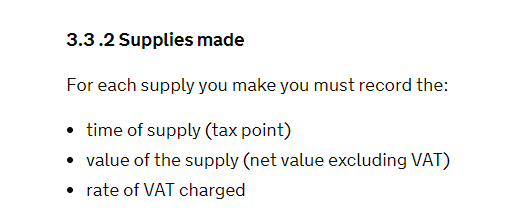 3.3 .2 Supplies made
For each supply you make you must record the:
• time of supply (tax point)
• value of the supply (net value excluding VAT)
• rate of VAT charged